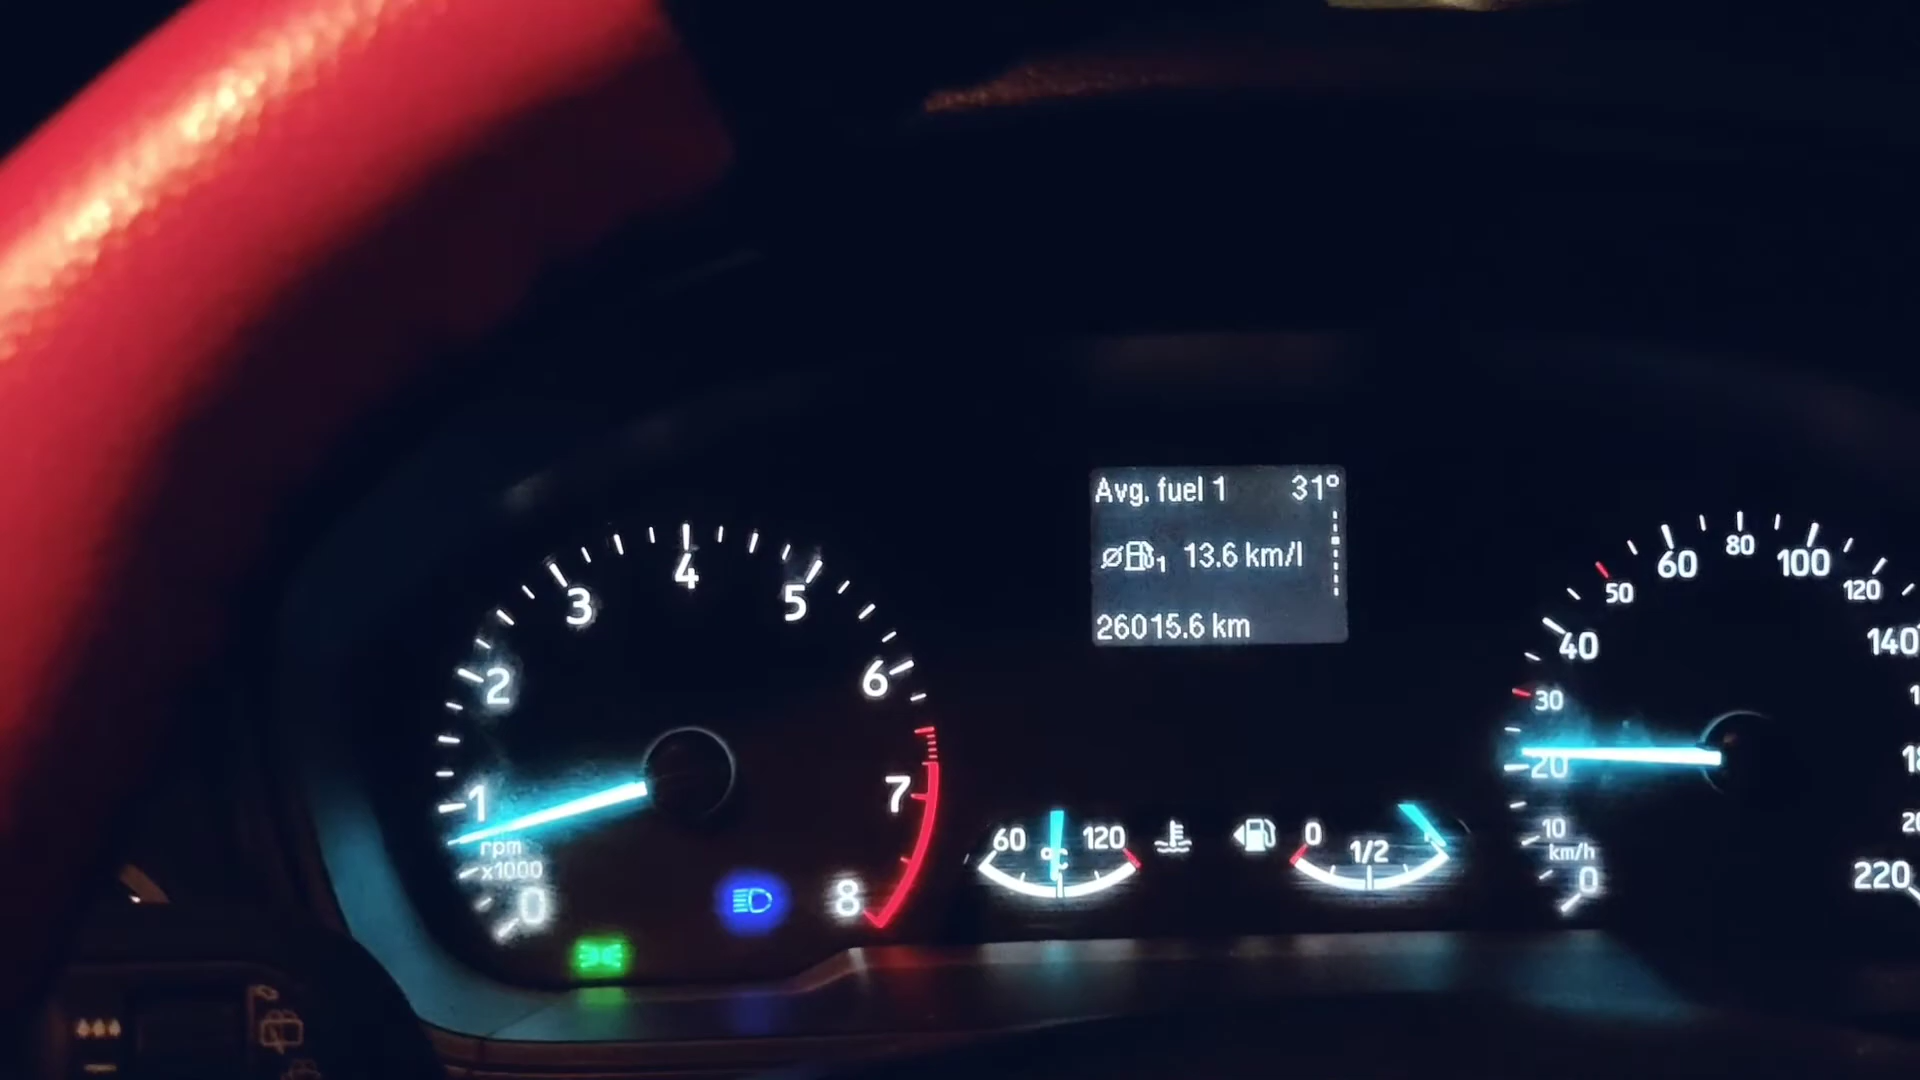 Avg. fuel 1 31°
1 13.6 km/l
26015.6 km
0 1 2 3 4 5 6 7 8
rpm
x1000
60 °C 120
0 1/2 1
0 10 20 30 40 50 60 80 100 120 140
220
km/h